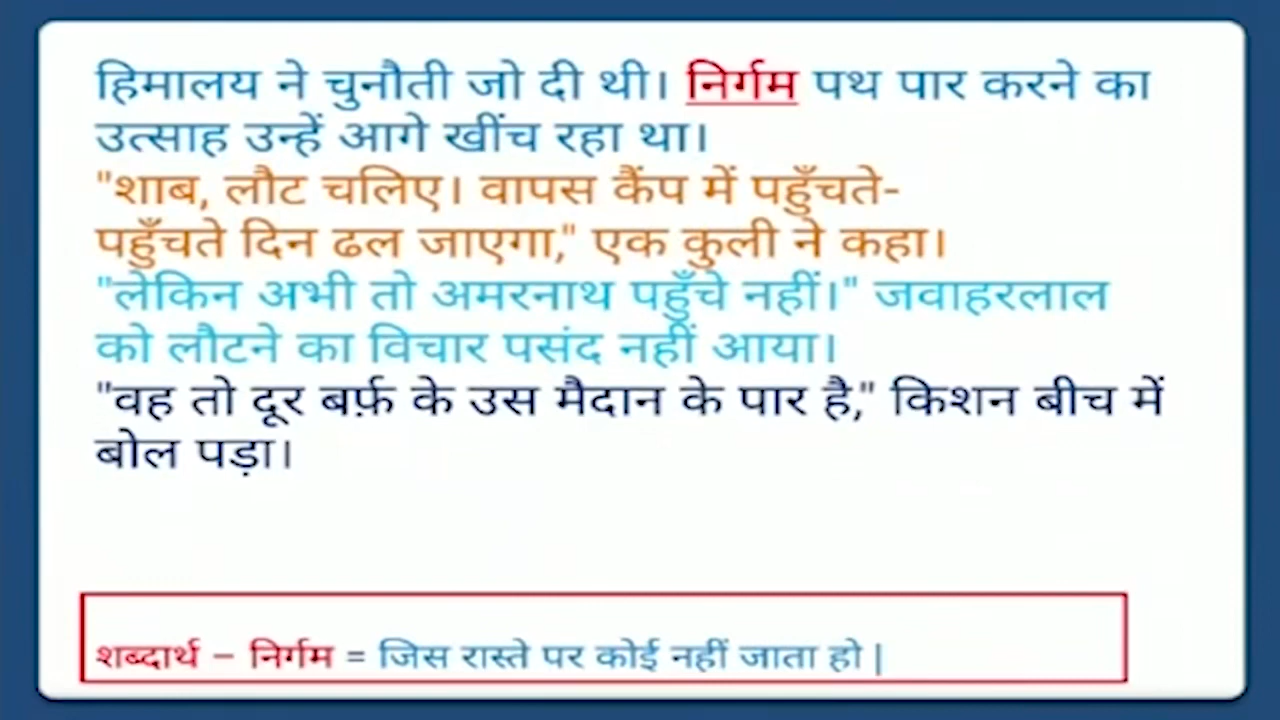 हिमालय ने चुनौती जो दी थी। निर्गम पथ पार करने का
उत्साह उन्हें आगे खींच रहा था।
"शाब, लौट चलिए। वापस कैंप में पहुँचते-
पहुँचते दिन ढल जाएगा," एक कुली ने कहा।
"लेकिन अभी तो अमरनाथ पहुँचे नहीं।" जवाहरलाल
को लौटने का विचार पसंद नहीं आया।
"वह तो दूर बर्फ़ के उस मैदान के पार है," किशन बीच में
बोल पड़ा।
शब्दार्थ – निर्गम = जिस रास्ते पर कोई नहीं जाता हो |